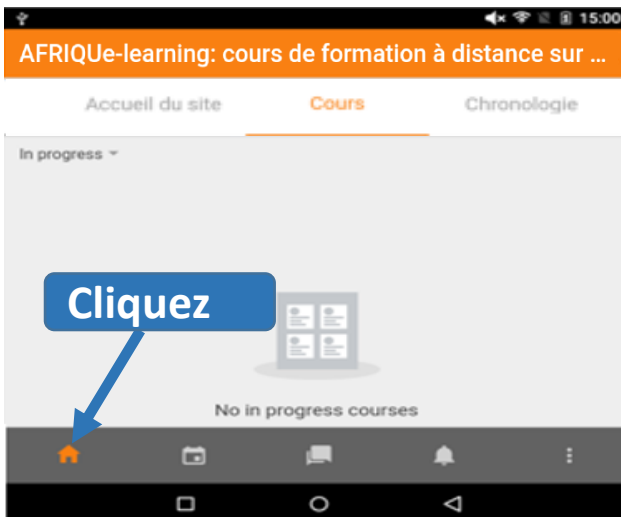 15:00
AFRIQUe-learning: cours de formation à distance sur ...
Accueil du site Cours Chronologie
In progress
Cliquez
No in progress courses